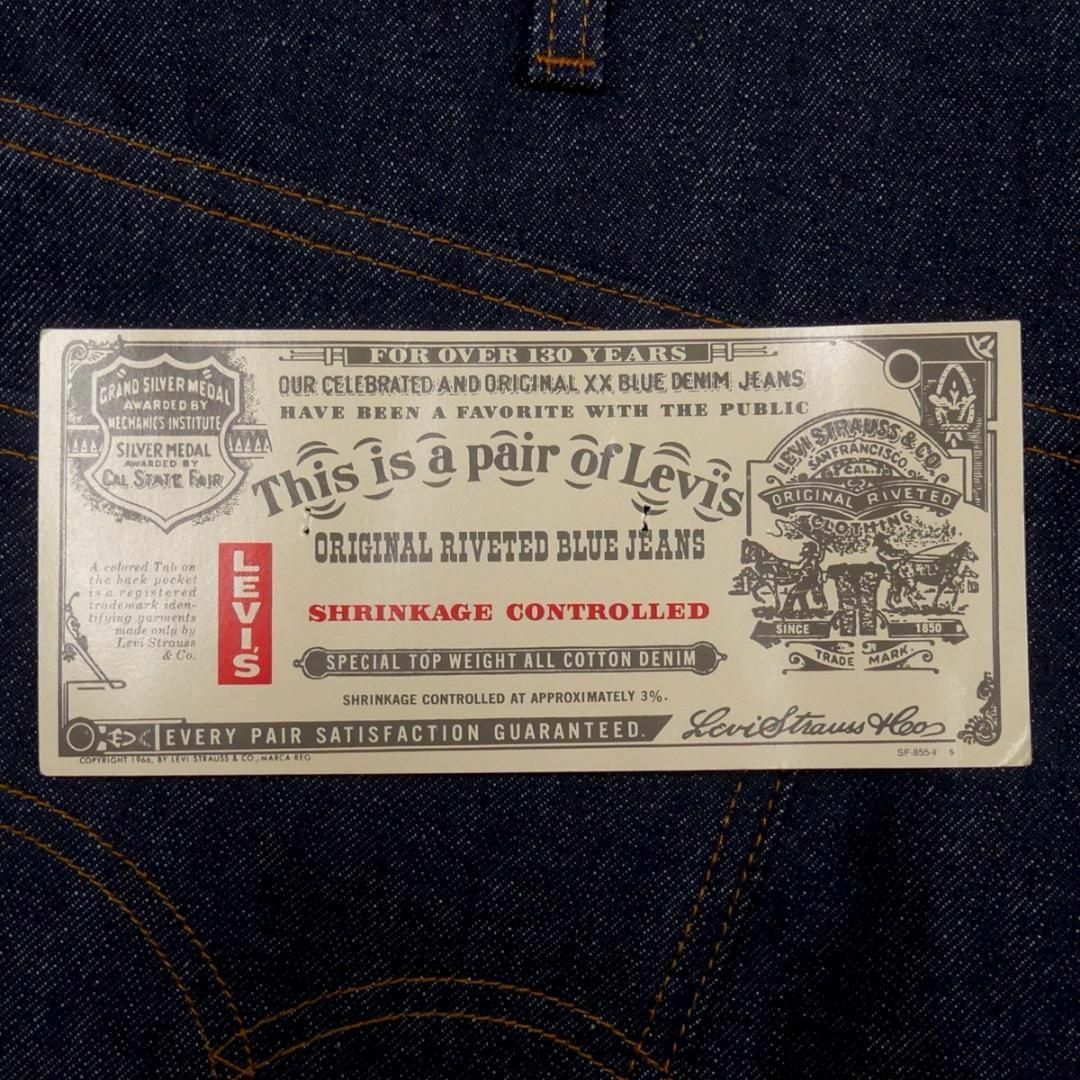 FOR OVER 130 YEARS
OUR CELEBRATED AND ORIGINAL XX BLUE DENIM JEANS
HAVE BEEN A FAVORITE WITH THE PUBLIC
This is a pair of Levi's
ORIGINAL RIVETED BLUE JEANS
SHRINKAGE CONTROLLED
SPECIAL TOP WEIGHT ALL COTTON DENIM
SHRINKAGE CONTROLLED AT APPROXIMATELY 3%.
EVERY PAIR SATISFACTION GUARANTEED.
Levi Strauss & Co
GRAND SILVER MEDAL
AWARDED BY
MECHANICS INSTITUTE
SILVER MEDAL
AWARDED BY
CAL STATE FAIR
A colored Tab on
the back pocket
is a registered
trademark iden-
tifying garments
made only by
Levi Strauss
& Co.
LEVI'S
LEVI STRAUSS & CO.
SAN FRANCISCO.
CAL.
ORIGINAL RIVETED
CLOTHING
SINCE 1850
TRADE MARK.
COPYRIGHT 1966, BY LEVI STRAUSS & CO., MARCA REG.
SF-855-R S